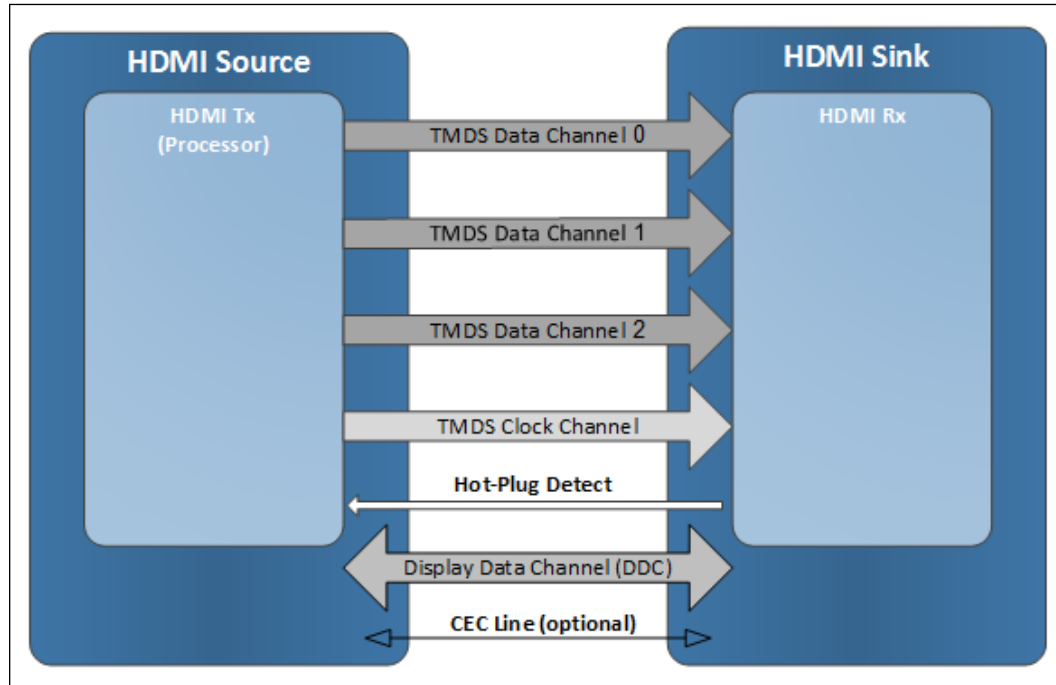 HDMI Source
HDMI Sink
HDMI Tx
(Processor)
HDMI Rx
TMDS Data Channel 0
TMDS Data Channel 1
TMDS Data Channel 2
TMDS Clock Channel
Hot-Plug Detect
Display Data Channel (DDC)
CEC Line (optional)